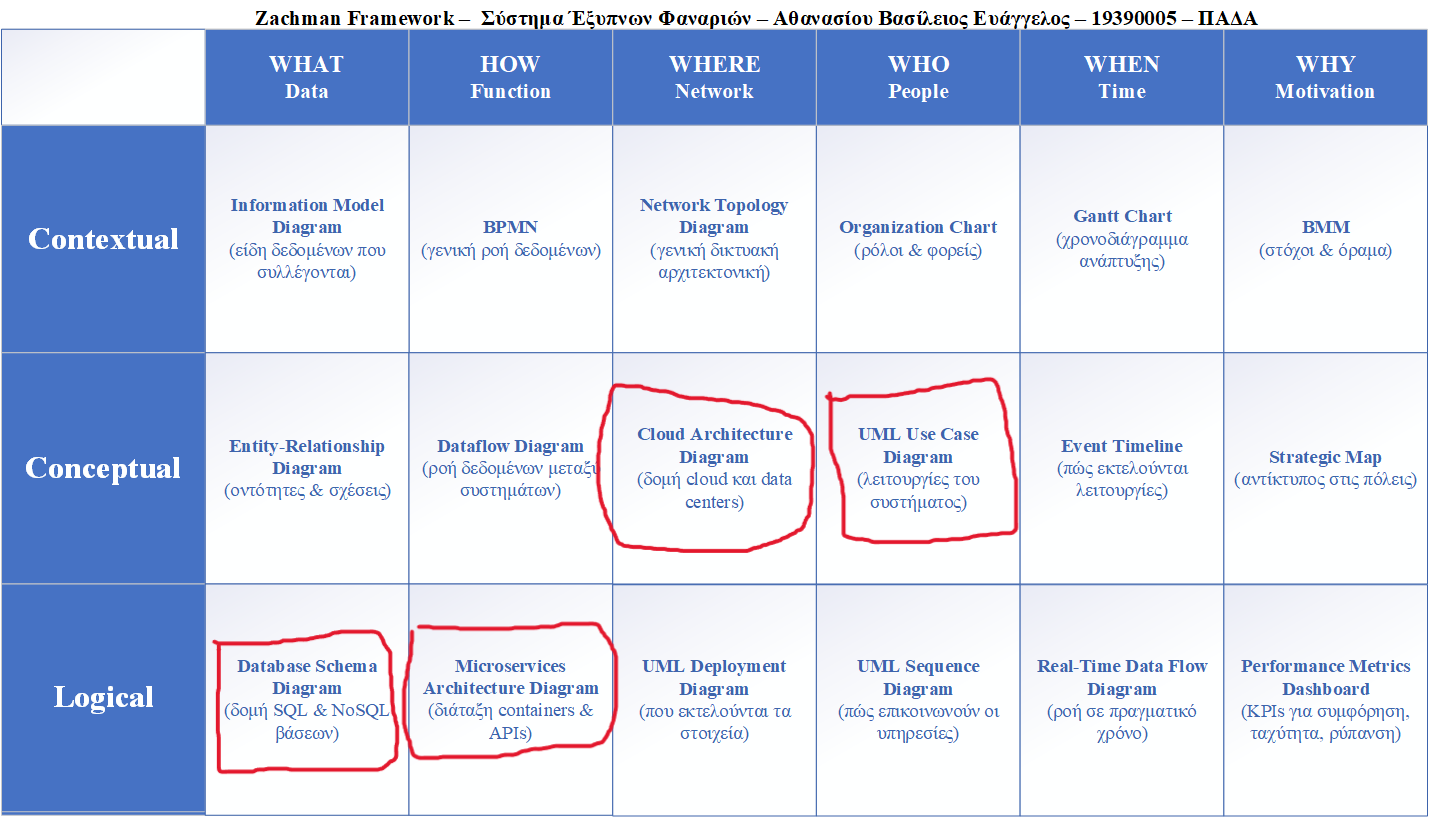 Zachman Framework – Σύστημα Έξυπνων Φαναριών – Αθανασίου Βασίλειος Ευάγγελος – 19390005 – ΠΑΔΑ
WHAT
Data
HOW
Function
WHERE
Network
WHO
People
WHEN
Time
WHY
Motivation
Contextual
Information Model
Diagram
(είδη δεδομένων που
συλλέγονται)
BPMN
(γενική ροή δεδομένων)
Network Topology
Diagram
(γενική δικτυακή
αρχιτεκτονική)
Organization Chart
(ρόλοι & φορείς)
Gantt Chart
(χρονοδιάγραμμα
ανάπτυξης)
BMM
(στόχοι & όραμα)
Conceptual
Entity-Relationship
Diagram
(οντότητες & σχέσεις)
Dataflow Diagram
(ροή δεδομένων μεταξύ
συστημάτων)
Cloud Architecture
Diagram
(δομή cloud και data
centers)
UML Use Case
Diagram
(λειτουργίες του
συστήματος)
Event Timeline
(πώς εκτελούνται
λειτουργίες)
Strategic Map
(αντίκτυπος στις πόλεις)
Logical
Database Schema
Diagram
(δομή SQL & NoSQL
βάσεων)
Microservices
Architecture Diagram
(διάταξη containers &
APIs)
UML Deployment
Diagram
(που εκτελούνται τα
στοιχεία)
UML Sequence
Diagram
(πώς επικοινωνούν οι
υπηρεσίες)
Real-Time Data Flow
Diagram
(ροή σε πραγματικό
χρόνο)
Performance Metrics
Dashboard
(KPIs για συμφόρηση,
ταχύτητα, ρύπανση)